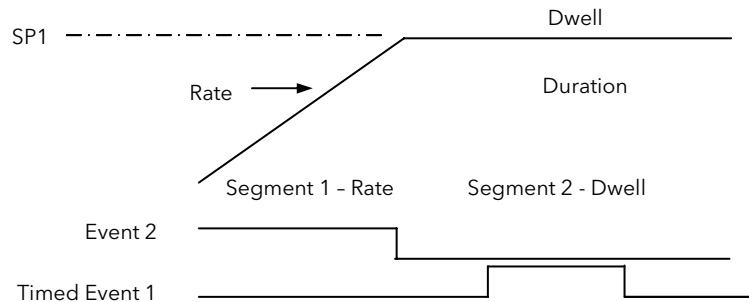 Dwell
SP1
Rate
Duration
Segment 1 – Rate
Segment 2 - Dwell
Event 2
Timed Event 1